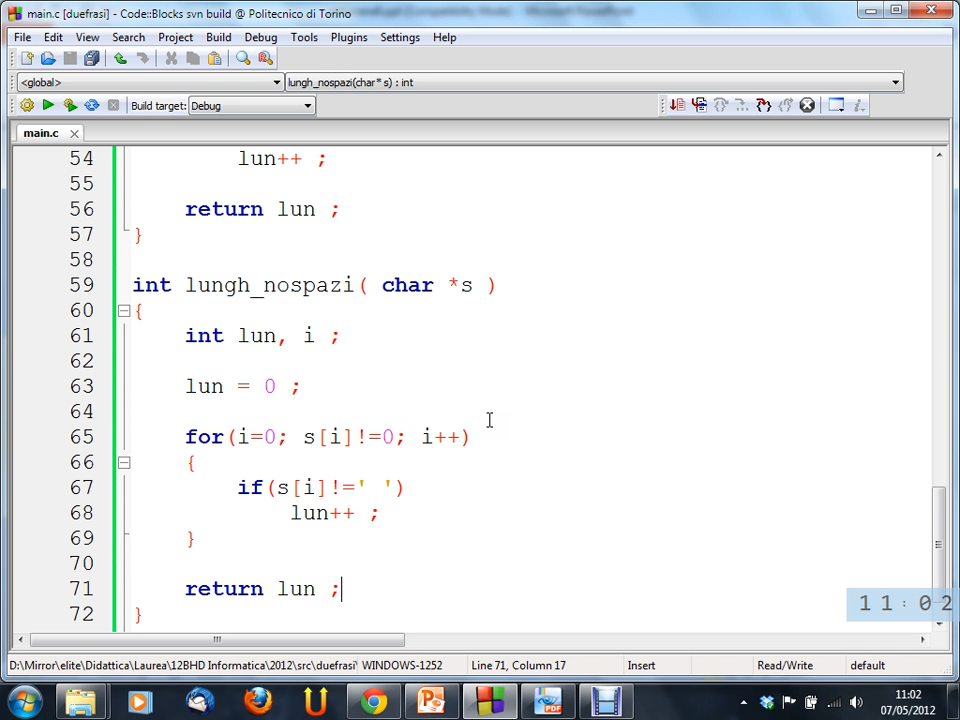 main.c [duefrasi] - Code::Blocks svn build @ Politecnico di Torino
File Edit View Search Project Build Debug Tools Plugins Settings Help
<global> lungh_nospazi(char* s) : int
Build target: Debug
main.c
54 lun++ ;
55
56 return lun ;
57 }
58
59 int lungh_nospazi( char *s )
60 {
61 int lun, i ;
62
63 lun = 0 ;
64
65 for(i=0; s[i]!=0; i++)
66 {
67 if(s[i]!=' ')
68 lun++ ;
69 }
70
71 return lun ;
72 }
11:02
D:\Mirror\elite\Didattica\Laurea\12BHD Informatica\2012\src\duefrasi\ WINDOWS-1252 Line 71, Column 17 Insert Read/Write default
11:02
07/05/2012